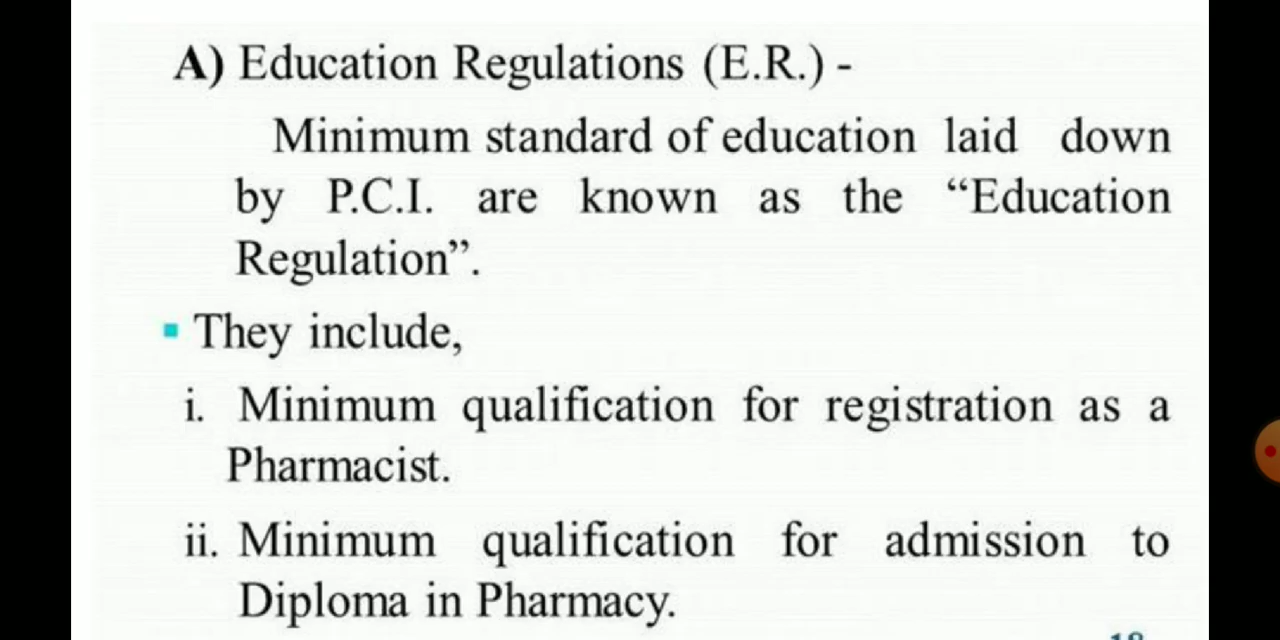 A) Education Regulations (E.R.) -
Minimum standard of education laid down
by P.C.I. are known as the “Education
Regulation”.
They include,
i. Minimum qualification for registration as a
Pharmacist.
ii. Minimum qualification for admission to
Diploma in Pharmacy.